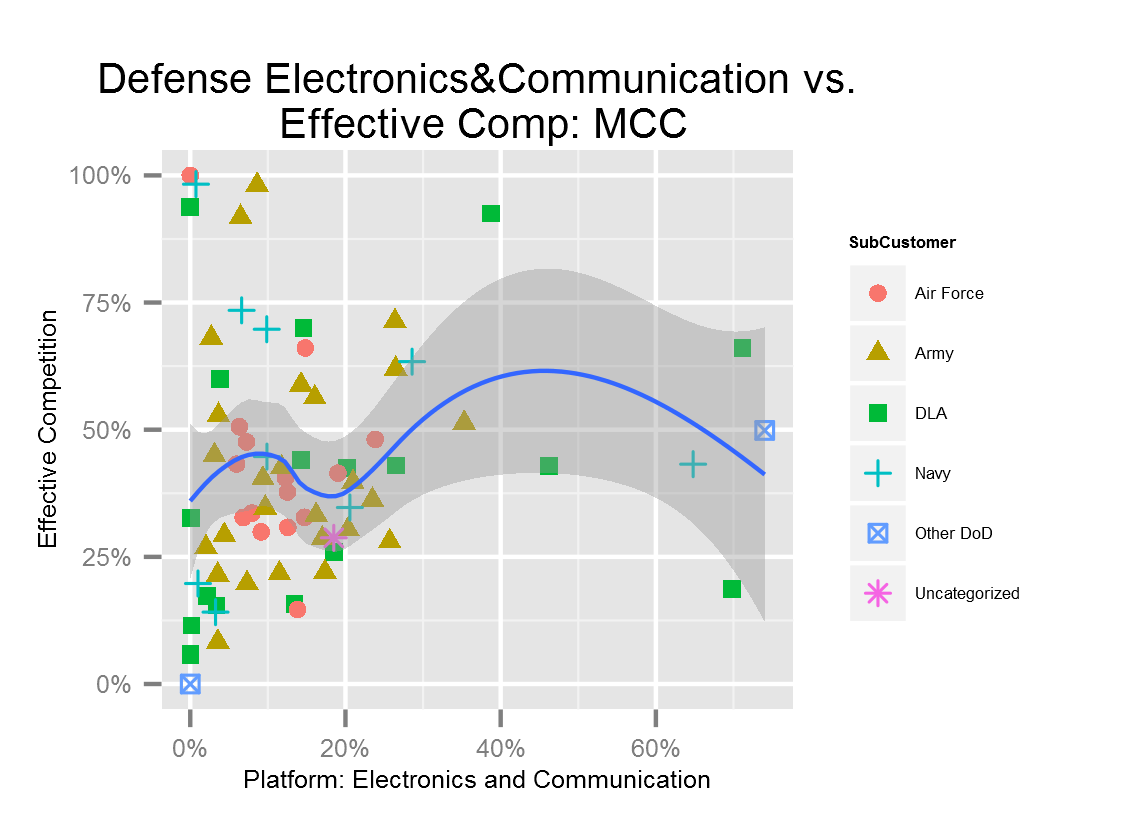 Defense Electronics&Communication vs.
Effective Comp: MCC
100%
75%
50%
25%
0%
Effective Competition
0%
20%
40%
60%
Platform: Electronics and Communication
SubCustomer
Air Force
Army
DLA
Navy
Other DoD
Uncategorized